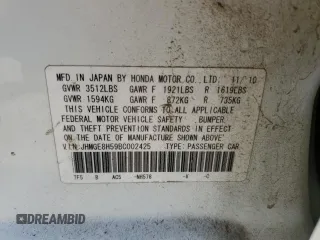 MFD. IN JAPAN BY HONDA MOTOR CO., LTD. 11/10
GVWR 3512LBS GAWR F 1921LBS R 1619LBS
GVWR 1594KG GAWR F 872KG R 735KG
THIS VEHICLE CONFORMS TO ALL APPLICABLE
FEDERAL MOTOR VEHICLE SAFETY, BUMPER,
AND THEFT PREVENTION STANDARDS IN EFFECT
ON THE DATE OF MANUFACTURE SHOWN ABOVE.
V.I.N: JHMGE8H59BC002425 TYPE: PASSENGER CAR
NH578